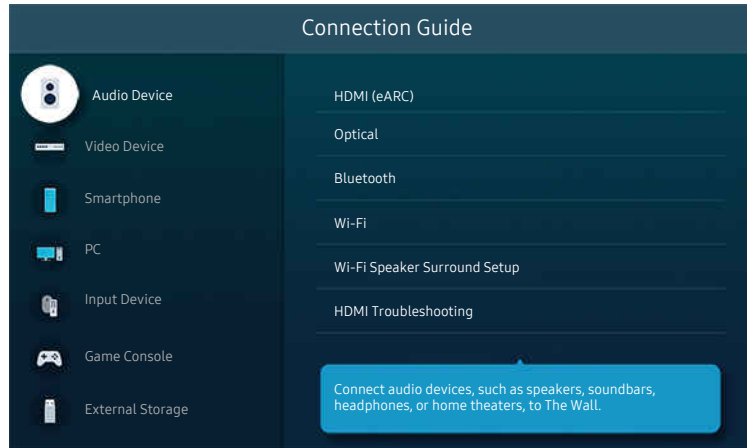 Connection Guide
Audio Device
Video Device
Smartphone
PC
Input Device
Game Console
External Storage
HDMI (eARC)
Optical
Bluetooth
Wi-Fi
Wi-Fi Speaker Surround Setup
HDMI Troubleshooting
Connect audio devices, such as speakers, soundbars,
headphones, or home theaters, to The Wall.